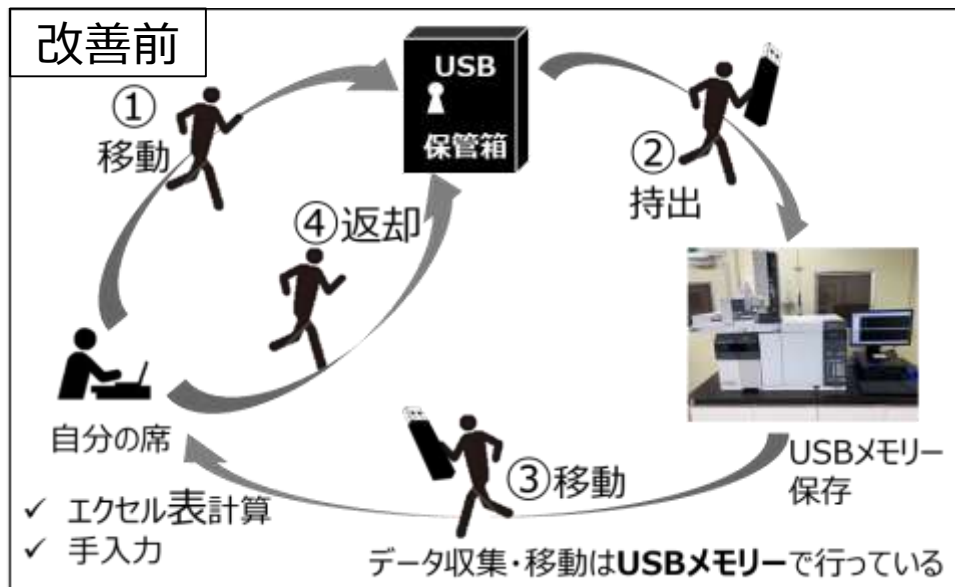 改善前
①
移動
USB
保管箱
②
持出
④返却
自分の席
✓ エクセル表計算
✓ 手入力
③移動
USBメモリー
保存
データ収集・移動はUSBメモリーで行っている